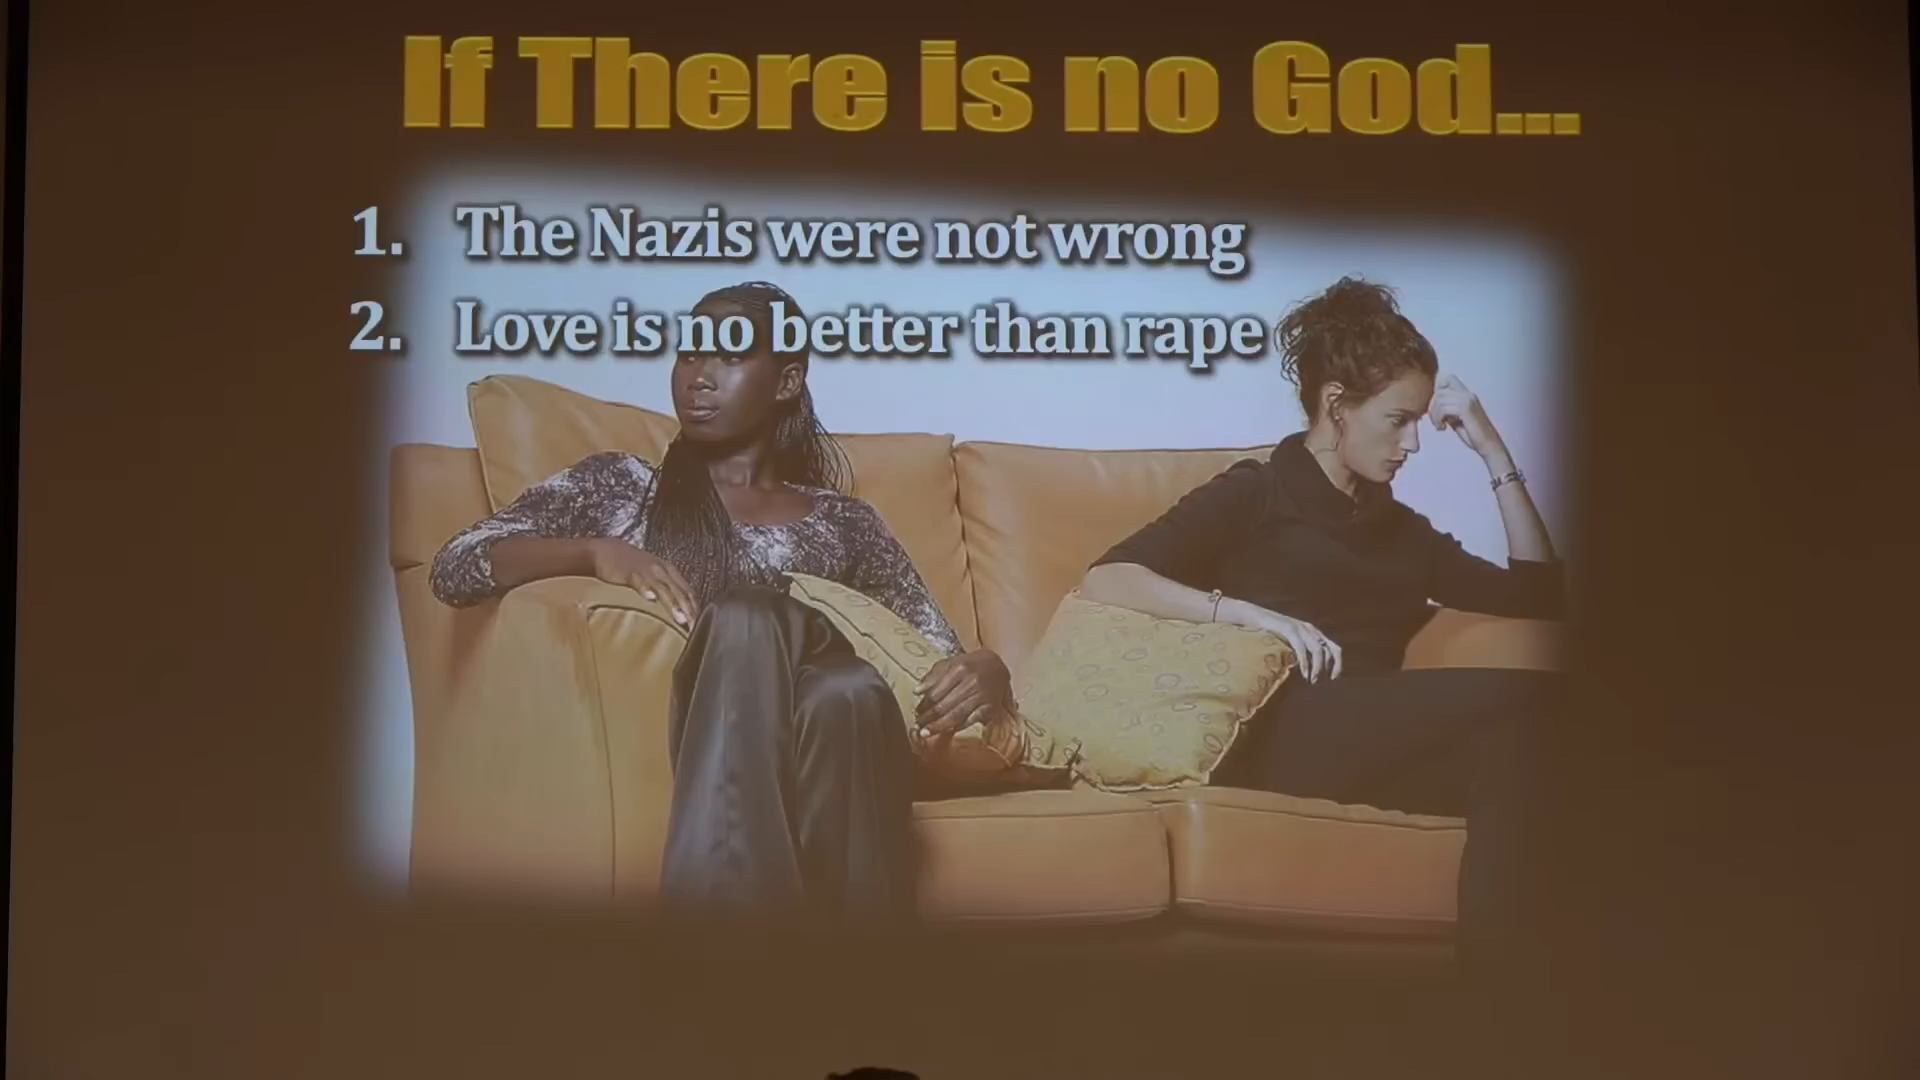 If There is no God...
1. The Nazis were not wrong
2. Love is no better than rape